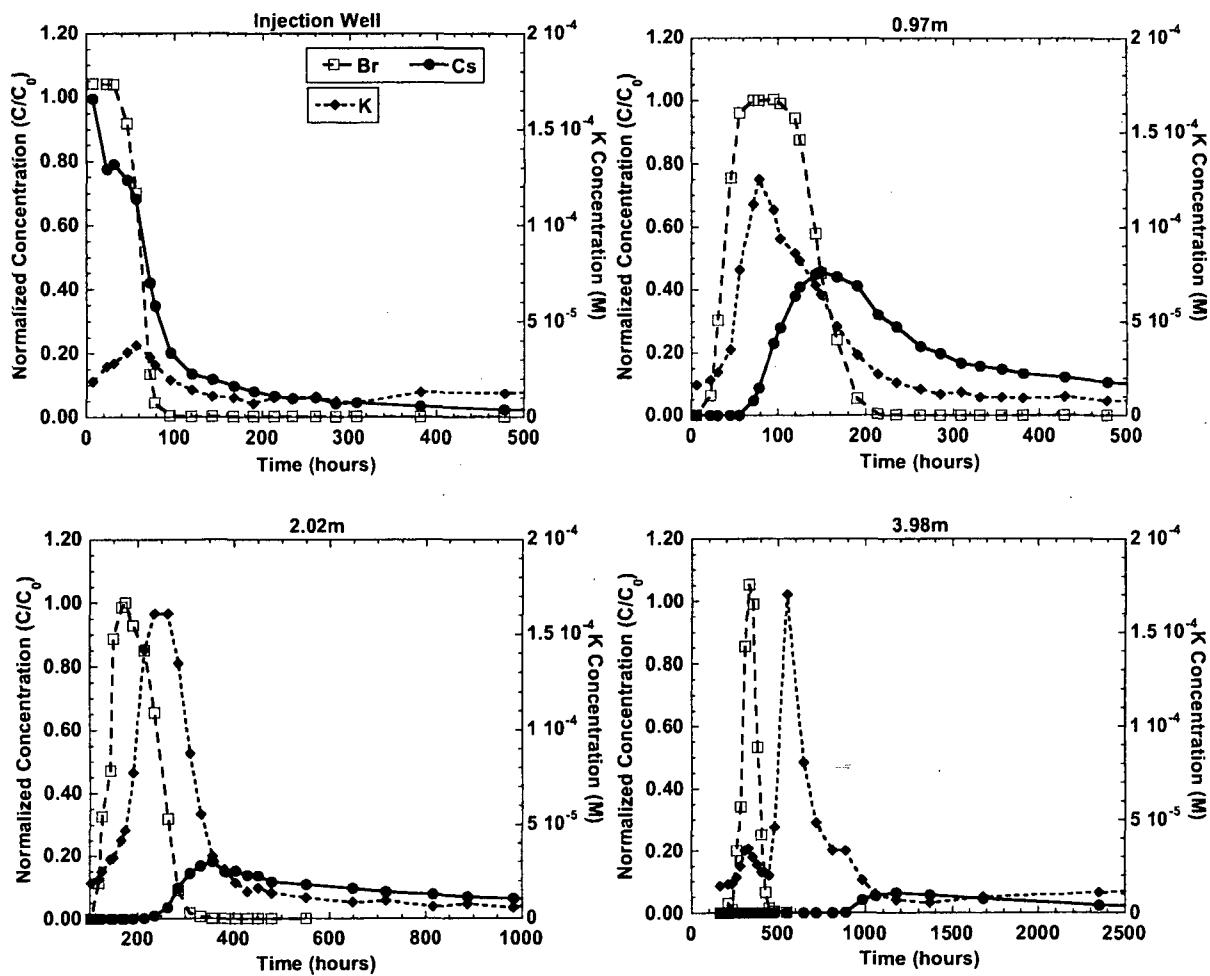 Injection Well
1.20
1.00
0.80
0.60
0.40
0.20
0.00
Normalized Concentration (C/C₀)
Br Cs
K
2 10⁻⁴
1.5 10⁻⁴
1 10⁻⁴
5 10⁻⁵
0
K Concentration (M)
0 100 200 300 400 500
Time (hours)
0.97m
1.20
1.00
0.80
0.60
0.40
0.20
0.00
Normalized Concentration (C/C₀)
2 10⁻⁴
1.5 10⁻⁴
1 10⁻⁴
5 10⁻⁵
0
K Concentration (M)
0 100 200 300 400 500
Time (hours)
2.02m
1.20
1.00
0.80
0.60
0.40
0.20
0.00
Normalized Concentration (C/C₀)
2 10⁻⁴
1.5 10⁻⁴
1 10⁻⁴
5 10⁻⁵
0
K Concentration (M)
200 400 600 800 1000
Time (hours)
3.98m
1.20
1.00
0.80
0.60
0.40
0.20
0.00
Normalized Concentration (C/C₀)
2 10⁻⁴
1.5 10⁻⁴
1 10⁻⁴
5 10⁻⁵
0
K Concentration (M)
0 500 1000 1500 2000 2500
Time (hours)